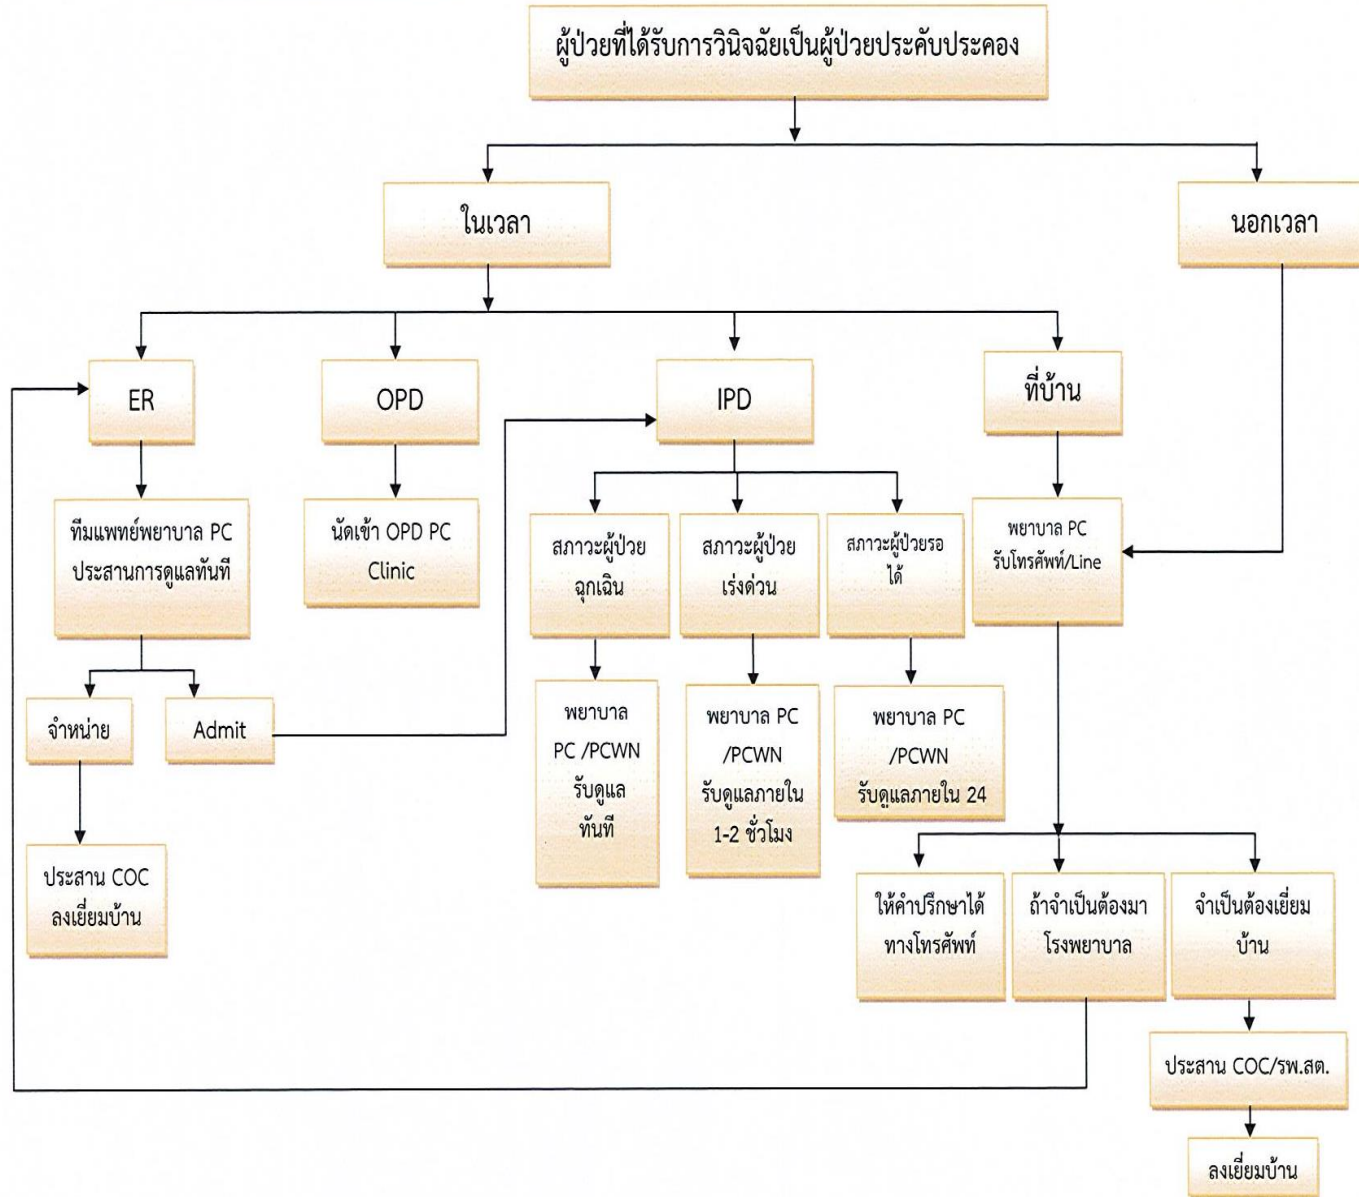 ผู้ป่วยที่ได้รับการวินิจฉัยเป็นผู้ป่วยประคับประคอง
ในเวลา
นอกเวลา
ER
OPD
IPD
ที่บ้าน
ทีมแพทย์พยาบาล PC
ประสานการดูแลทันที
นัดเข้า OPD PC
Clinic
สภาวะผู้ป่วย
ฉุกเฉิน
สภาวะผู้ป่วย
เร่งด่วน
สภาวะผู้ป่วยรอ
ได้
พยาบาล PC
รับโทรศัพท์/Line
จำหน่าย
Admit
พยาบาล
PC /PCWN
รับดูแล
ทันที
พยาบาล PC
/PCWN
รับดูแลภายใน
1-2 ชั่วโมง
พยาบาล PC
/PCWN
รับดูแลภายใน 24
ประสาน COC
ลงเยี่ยมบ้าน
ให้คำปรึกษาได้
ทางโทรศัพท์
ถ้าจำเป็นต้องมา
โรงพยาบาล
จำเป็นต้องเยี่ยม
บ้าน
ประสาน COC/รพ.สต.
ลงเยี่ยมบ้าน